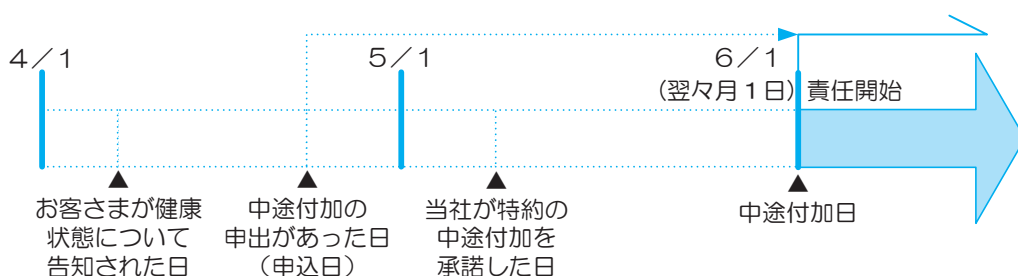 4／1
5／1
6／1
（翌々月１日）責任開始
お客さまが健康
状態について
告知された日
中途付加の
申出があった日
（申込日）
当社が特約の
中途付加を
承諾した日
中途付加日